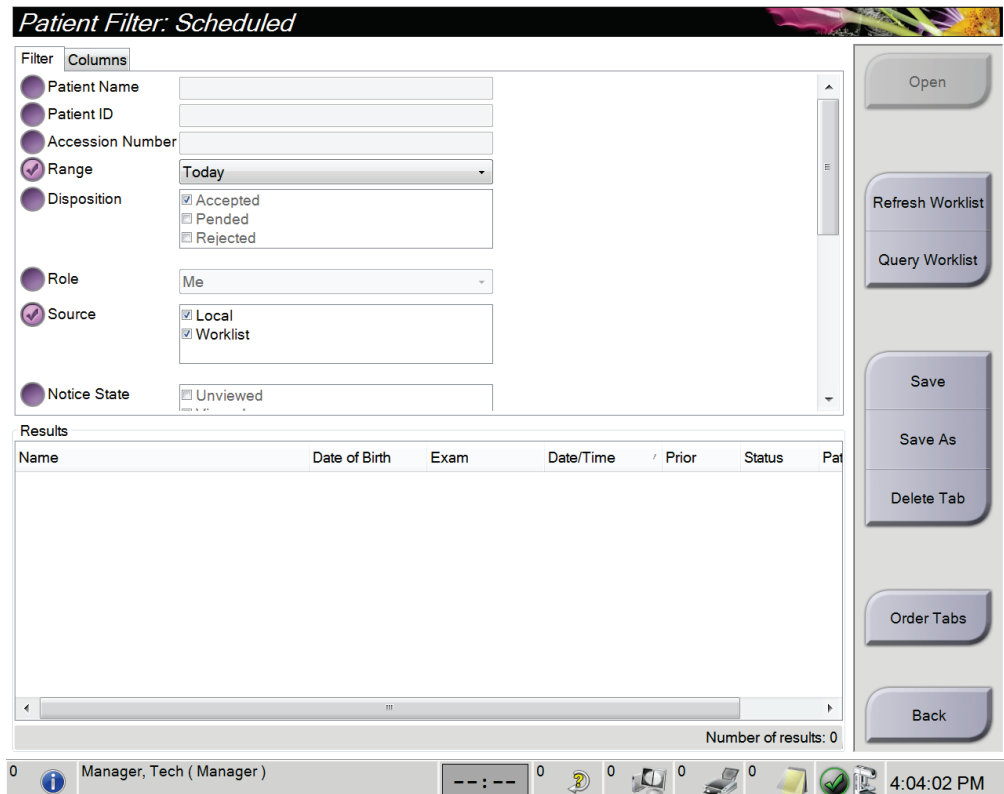 Patient Filter: Scheduled
Filter Columns
Patient Name
Patient ID
Accession Number
Range Today
Disposition Accepted
Pended
Rejected
Role Me
Source Local
Worklist
Notice State Unviewed
Results
Name Date of Birth Exam Date/Time / Prior Status Pat
Number of results: 0
Open
Refresh Worklist
Query Worklist
Save
Save As
Delete Tab
Order Tabs
Back
0 Manager, Tech ( Manager ) --:-- 0 0 0 0 4:04:02 PM